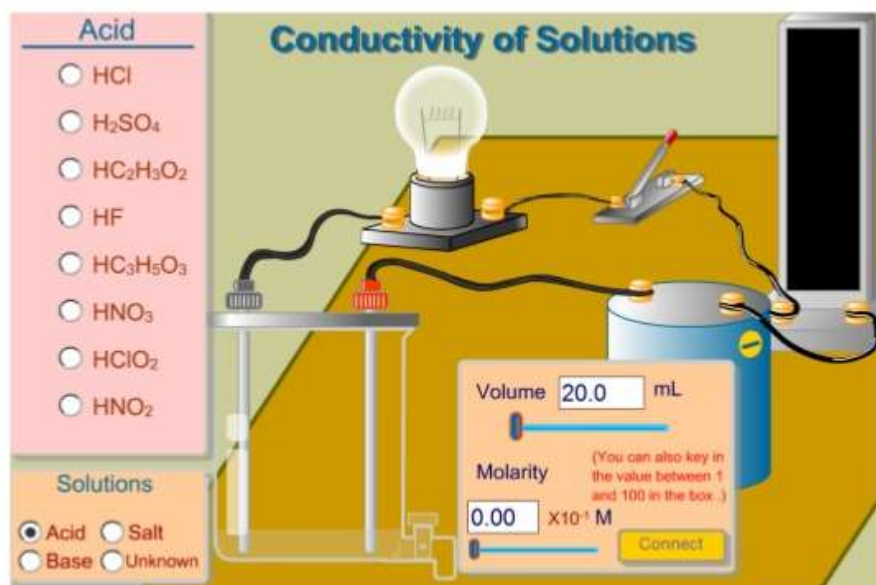 Acid
Conductivity of Solutions
HCl
H₂SO₄
HC₂H₃O₂
HF
HC₃H₅O₃
HNO₃
HClO₂
HNO₂
Solutions
Acid Salt
Base Unknown
Volume 20.0 mL
(You can also key in
the value between 1
and 100 in the box .)
Molarity
0.00 X10⁻¹ M
Connect